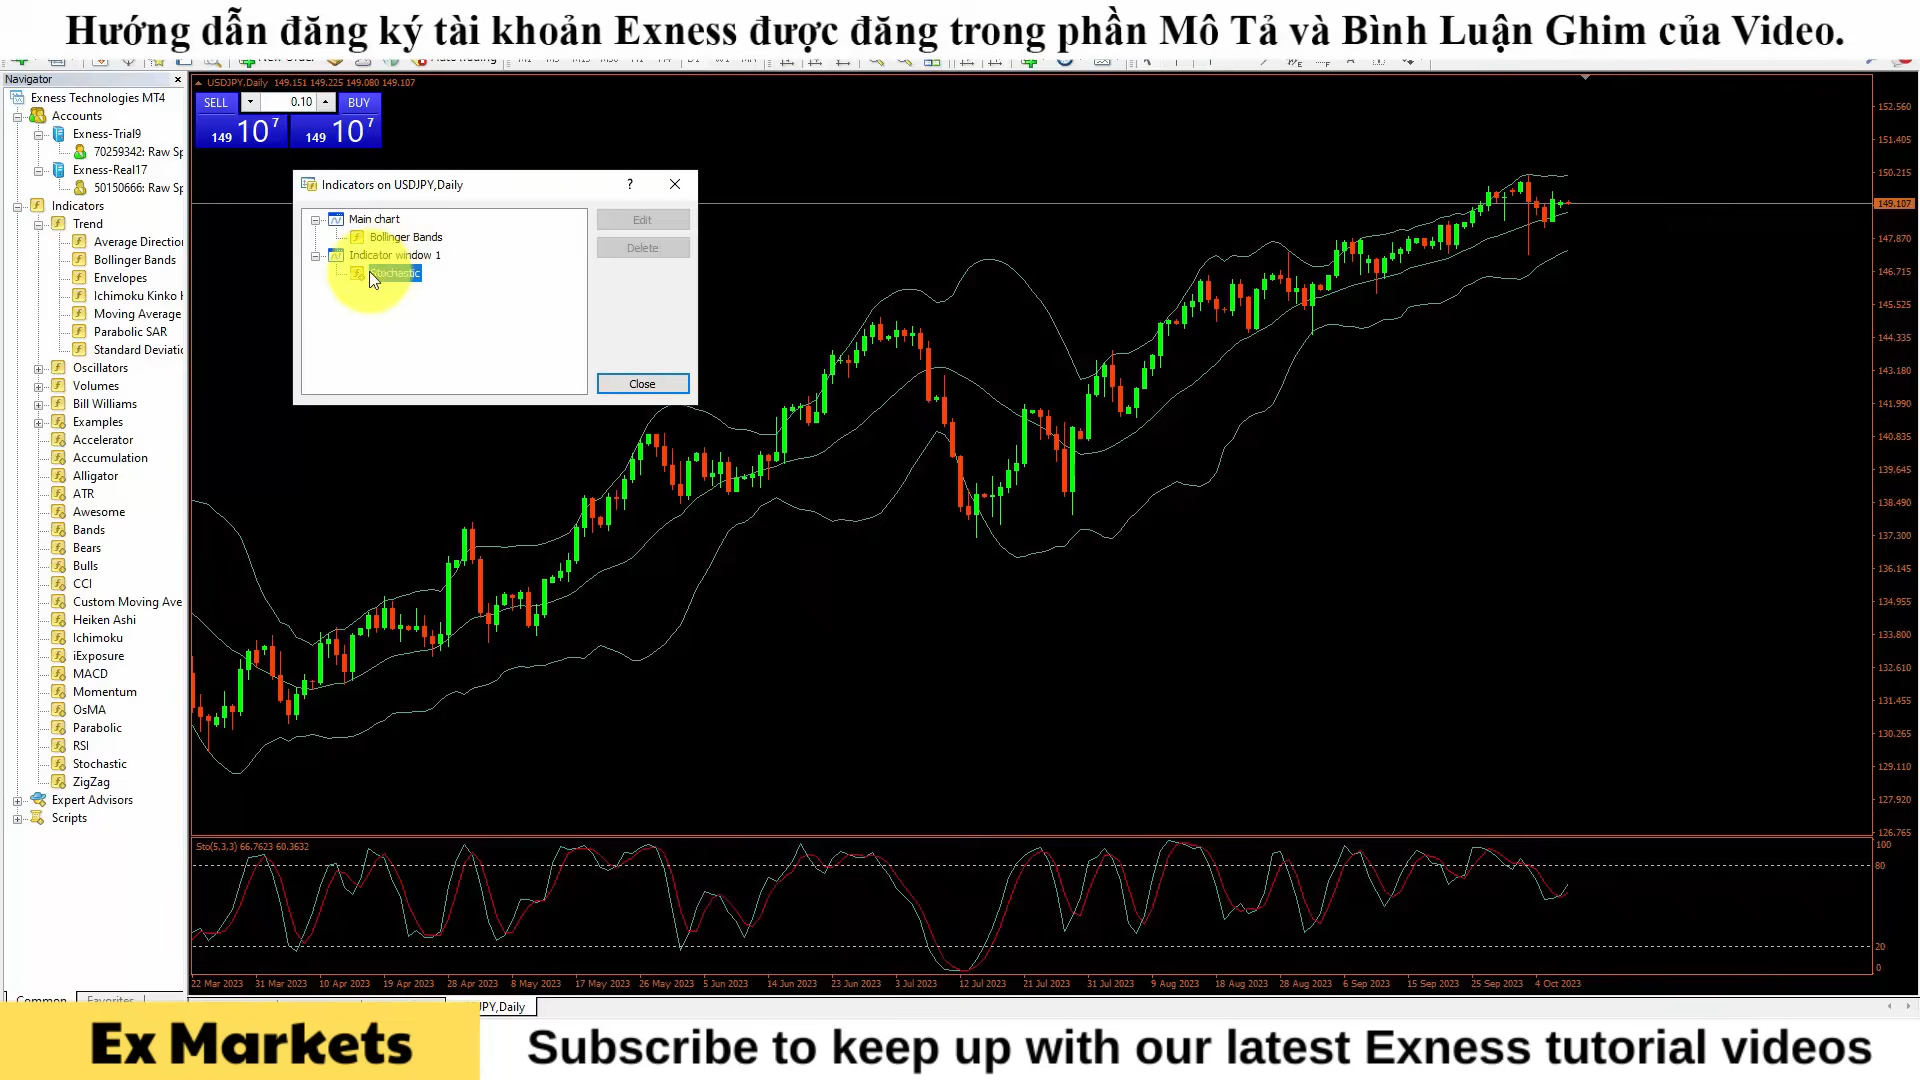 Hướng dẫn đăng ký tài khoản Exness được đăng trong phần Mô Tả và Bình Luận Ghim của Video.
Navigator
Exness Technologies MT4
Accounts
Exness-Trial9
70259342: Raw Sp
Exness-Real17
50150666: Raw Sp
Indicators
Trend
Average Direction
Bollinger Bands
Envelopes
Ichimoku Kinko H
Moving Average
Parabolic SAR
Standard Deviatio
Oscillators
Volumes
Bill Williams
Examples
Accelerator
Accumulation
Alligator
ATR
Awesome
Bands
Bears
Bulls
CCI
Custom Moving Ave
Heiken Ashi
Ichimoku
iExposure
MACD
Momentum
OsMA
Parabolic
RSI
Stochastic
ZigZag
Expert Advisors
Scripts
Common Favorites
USDJPY,Daily 149.151 149.225 149.080 149.107
SELL 0.10 BUY
149 10 7 149 10 7
Indicators on USDJPY,Daily ?
Main chart
Bollinger Bands
Indicator window 1
Stochastic
Edit
Delete
Close
152.560
151.405
150.215
149.107
147.870
146.715
145.525
144.335
143.180
141.990
140.835
139.645
138.490
137.300
136.145
134.955
133.800
132.610
131.455
130.265
129.110
127.920
126.765
Sto(5,3,3) 66.7623 60.3632
100
80
20
0
22 Mar 2023 31 Mar 2023 10 Apr 2023 19 Apr 2023 28 Apr 2023 8 May 2023 17 May 2023 26 May 2023 5 Jun 2023 14 Jun 2023 23 Jun 2023 3 Jul 2023 12 Jul 2023 21 Jul 2023 31 Jul 2023 9 Aug 2023 18 Aug 2023 28 Aug 2023 6 Sep 2023 15 Sep 2023 25 Sep 2023 4 Oct 2023
JPY,Daily
Ex Markets
Subscribe to keep up with our latest Exness tutorial videos